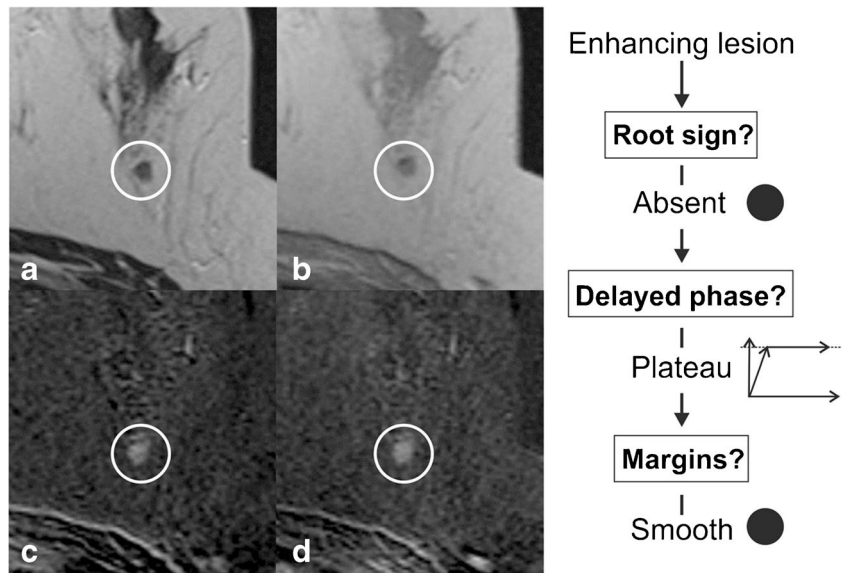 a
b
c
d
Enhancing lesion
Root sign?
Absent
Delayed phase?
Plateau
Margins?
Smooth